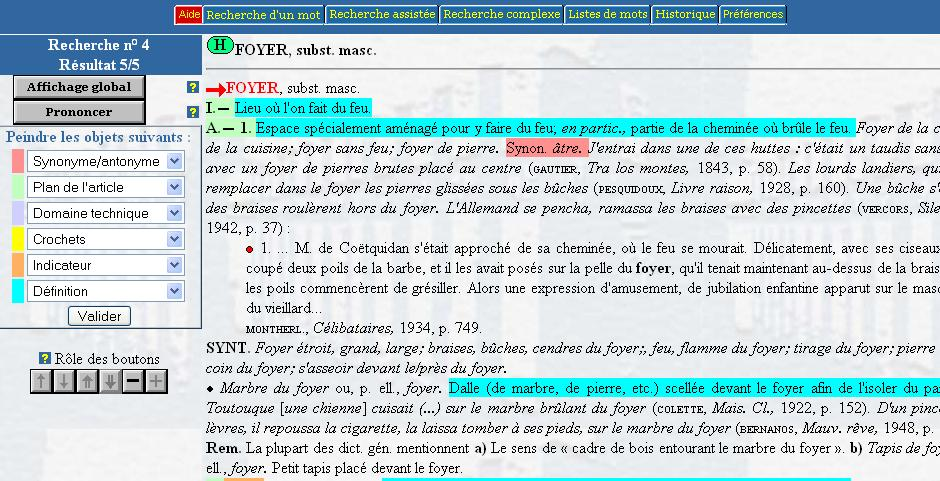 Aide Recherche d'un mot Recherche assistée Recherche complexe Listes de mots Historique Préférences
Recherche nº 4
Résultat 5/5
Affichage global ?
Prononcer ?
Peindre les objets suivants :
Synonyme/antonyme
Plan de l'article
Domaine technique
Crochets
Indicateur
Définition
Valider
? Rôle des boutons
H FOYER, subst. masc.
FOYER, subst. masc.
I. — Lieu où l'on fait du feu.
A. — 1. Espace spécialement aménagé pour y faire du feu; en partic., partie de la cheminée où brûle le feu. Foyer de la c
de la cuisine; foyer sans feu; foyer de pierre. Synon. âtre. J'entrai dans une de ces huttes : c'était un taudis sans
avec un foyer de pierres brutes placé au centre (GAUTIER, Tra los montes, 1843, p. 58). Les lourds landiers, qu
remplacer dans le foyer les pierres glissées sous les bûches (PESQUIDOUX, Livre raison, 1928, p. 160). Une bûche s'
des braises roulèrent hors du foyer. L'Allemand se pencha, ramassa les braises avec des pincettes (VERCORS, Sile
1942, p. 37) :
• 1. ... M. de Coëtquidan s'était approché de sa cheminée, où le feu se mourait. Délicatement, avec ses ciseaux
coupé deux poils de la barbe, et il les avait posés sur la pelle du foyer, qu'il tenait maintenant au-dessus de la brais
les poils commencèrent de grésiller. Alors une expression d'amusement, de jubilation enfantine apparut sur le mas
du vieillard...
MONTHERL., Célibataires, 1934, p. 749.
SYNT. Foyer étroit, grand, large; braises, bûches, cendres du foyer;, feu, flamme du foyer; tirage du foyer; pierre
coin du foyer; s'asseoir devant le/près du foyer.
♦ Marbre du foyer ou, p. ell., foyer. Dalle (de marbre, de pierre, etc.) scellée devant le foyer afin de l'isoler du pa
Toutouque [une chienne] cuisait (...) sur le marbre brûlant du foyer (COLETTE, Mais. Cl., 1922, p. 152). D'un pinc
lèvres, il repoussa la cigarette, la laissa tomber à ses pieds, sur le marbre du foyer (BERNANOS, Mauv. rêve, 1948, p.
Rem. La plupart des dict. gén. mentionnent a) Le sens de « cadre de bois entourant le marbre du foyer ». b) Tapis de fo
ell., foyer. Petit tapis placé devant le foyer.